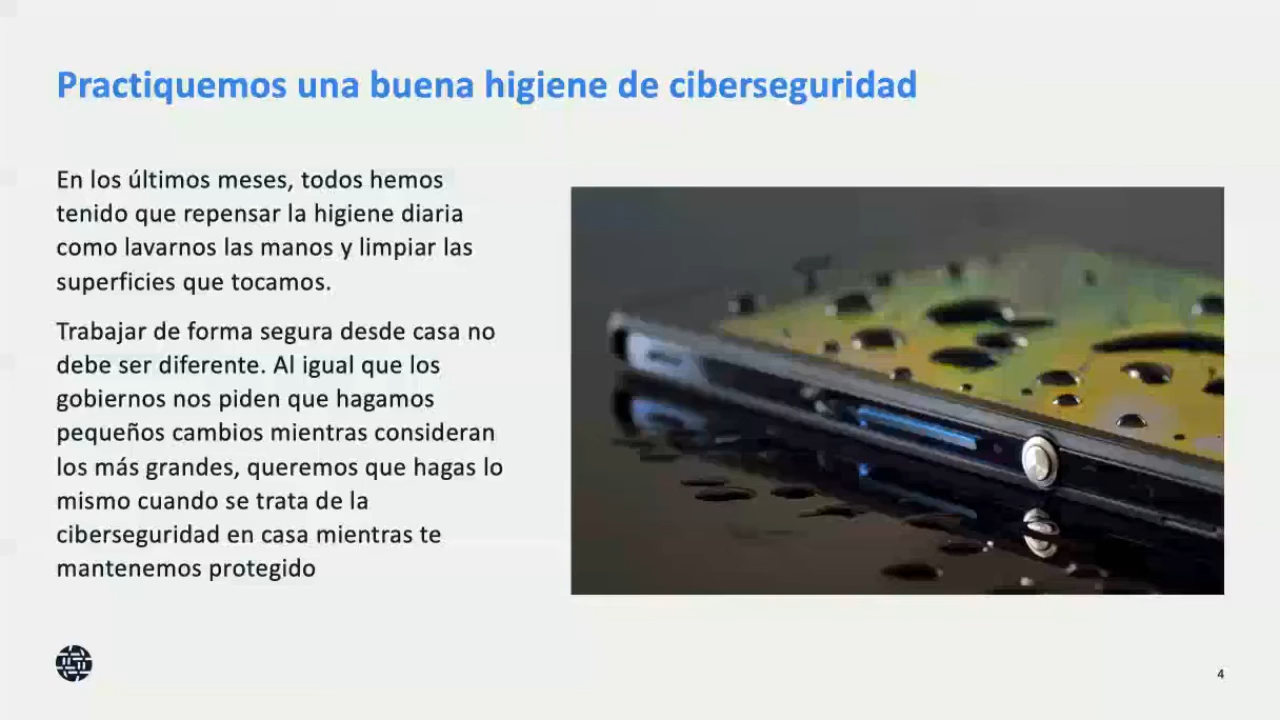 Practiquemos una buena higiene de ciberseguridad
En los últimos meses, todos hemos
tenido que repensar la higiene diaria
como lavarnos las manos y limpiar las
superficies que tocamos.
Trabajar de forma segura desde casa no
debe ser diferente. Al igual que los
gobiernos nos piden que hagamos
pequeños cambios mientras consideran
los más grandes, queremos que hagas lo
mismo cuando se trata de la
ciberseguridad en casa mientras te
mantenemos protegido
4